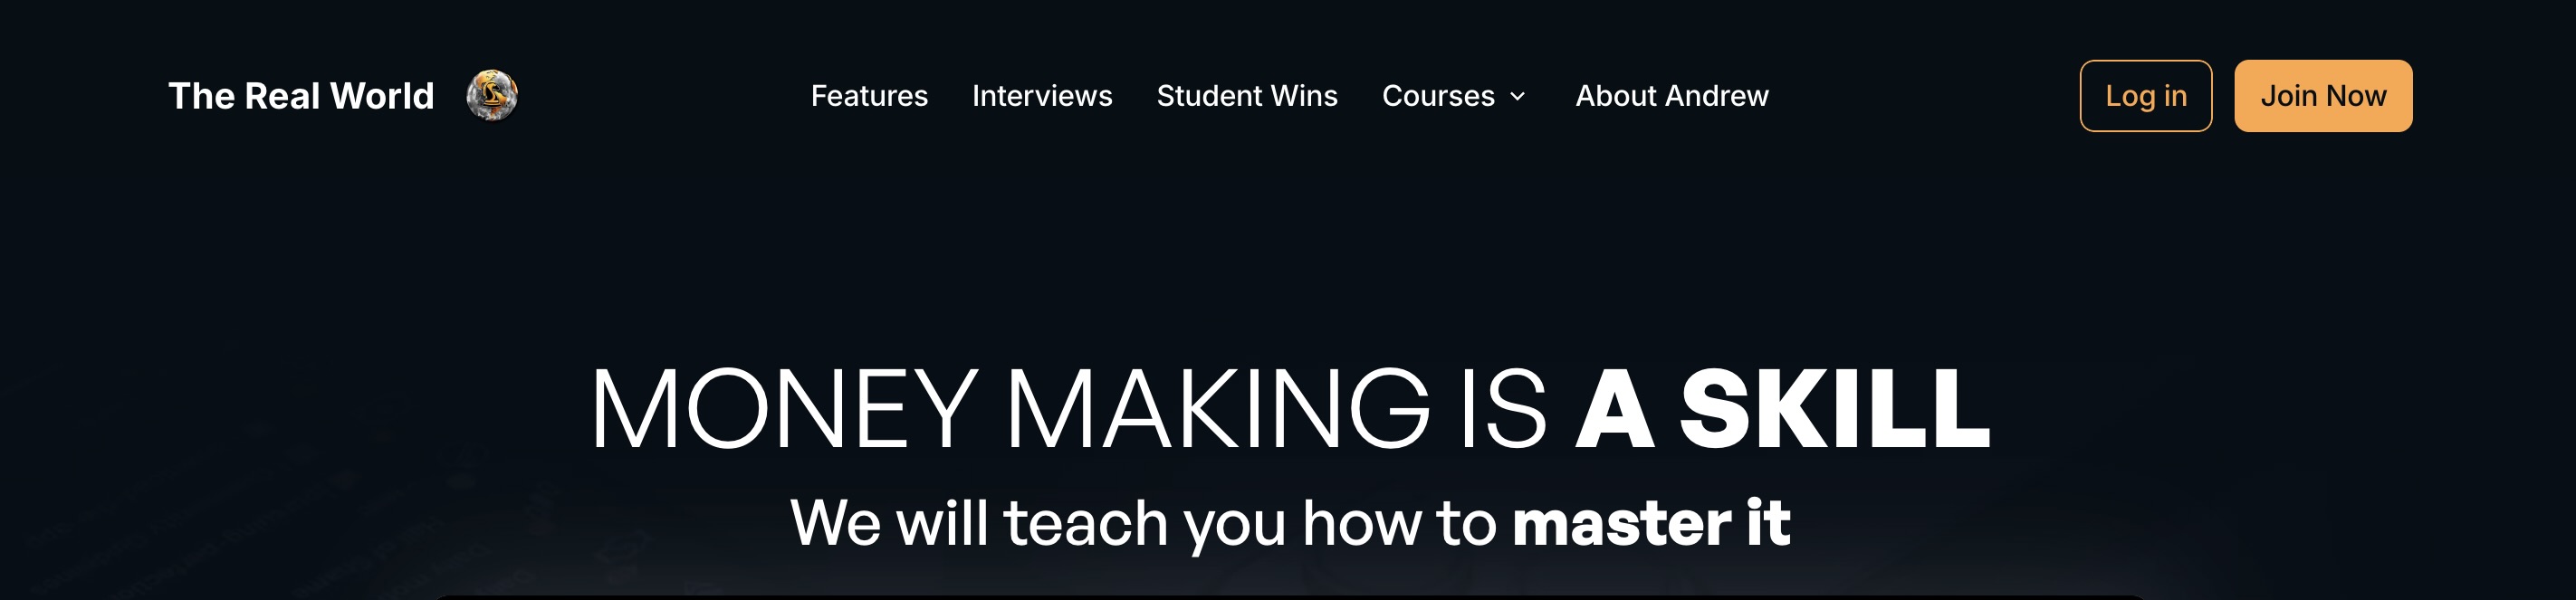 The Real World
Features Interviews Student Wins Courses About Andrew
Log in Join Now
MONEY MAKING IS A SKILL
We will teach you how to master it